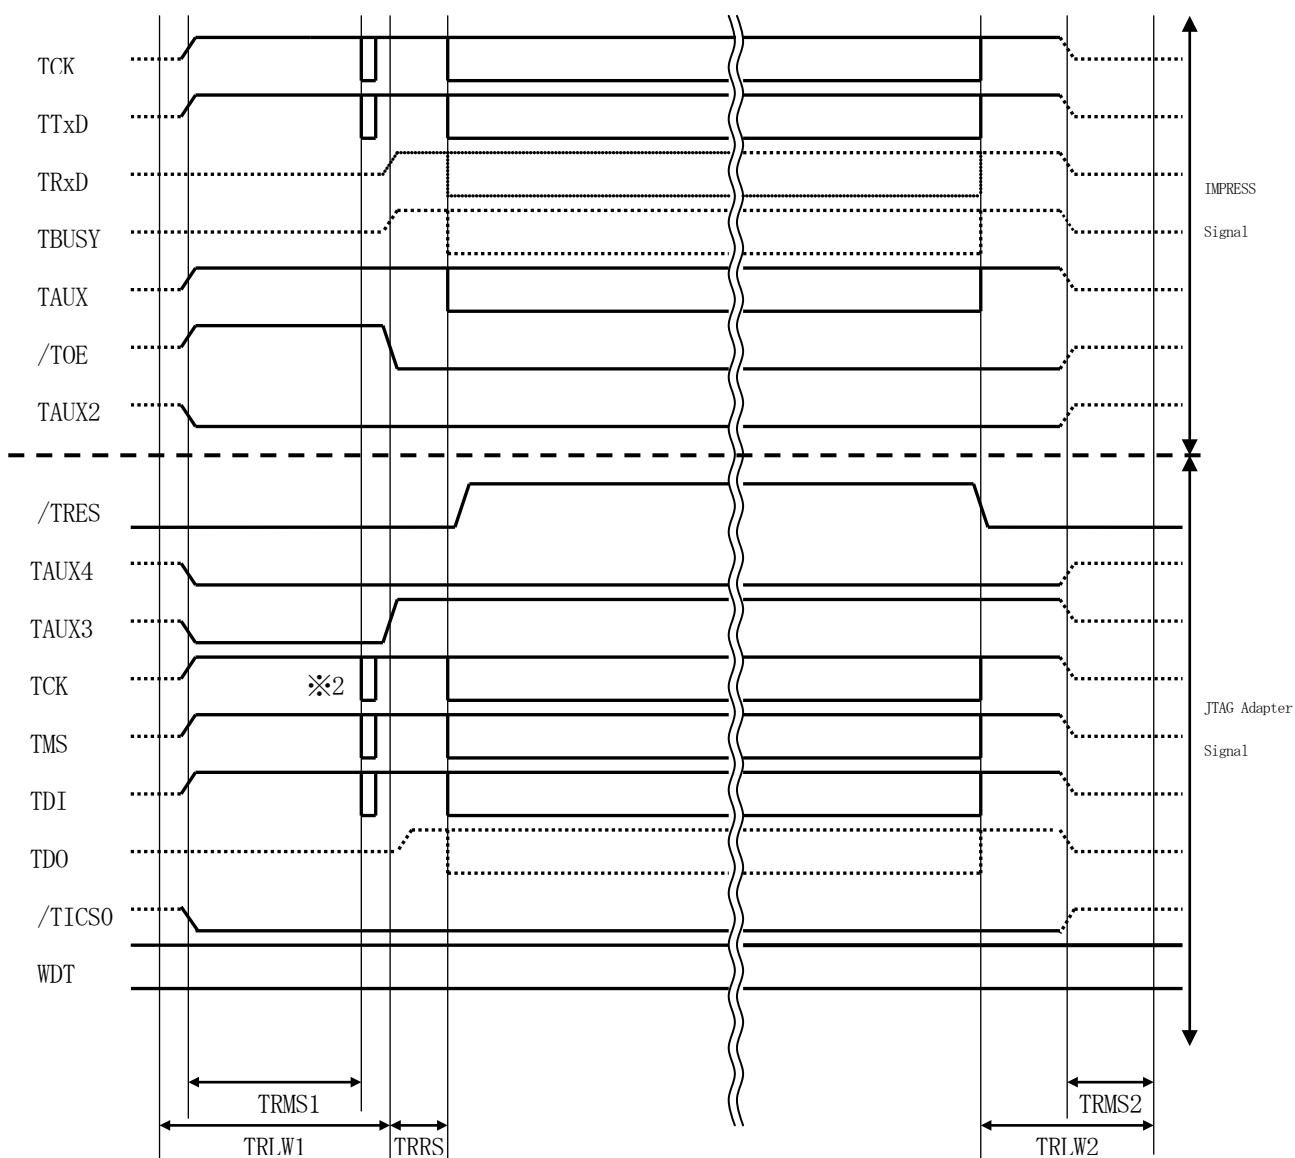 TCK
TTxD
TRxD
TBUSY
TAUX
/TOE
TAUX2
IMPRESS
Signal
/TRES
TAUX4
TAUX3
TCK
※2
TMS
TDI
TDO
/TICSO
WDT
JTAG Adapter
Signal
TRMS1
TRMS2
TRLW1
TRRS
TRLW2